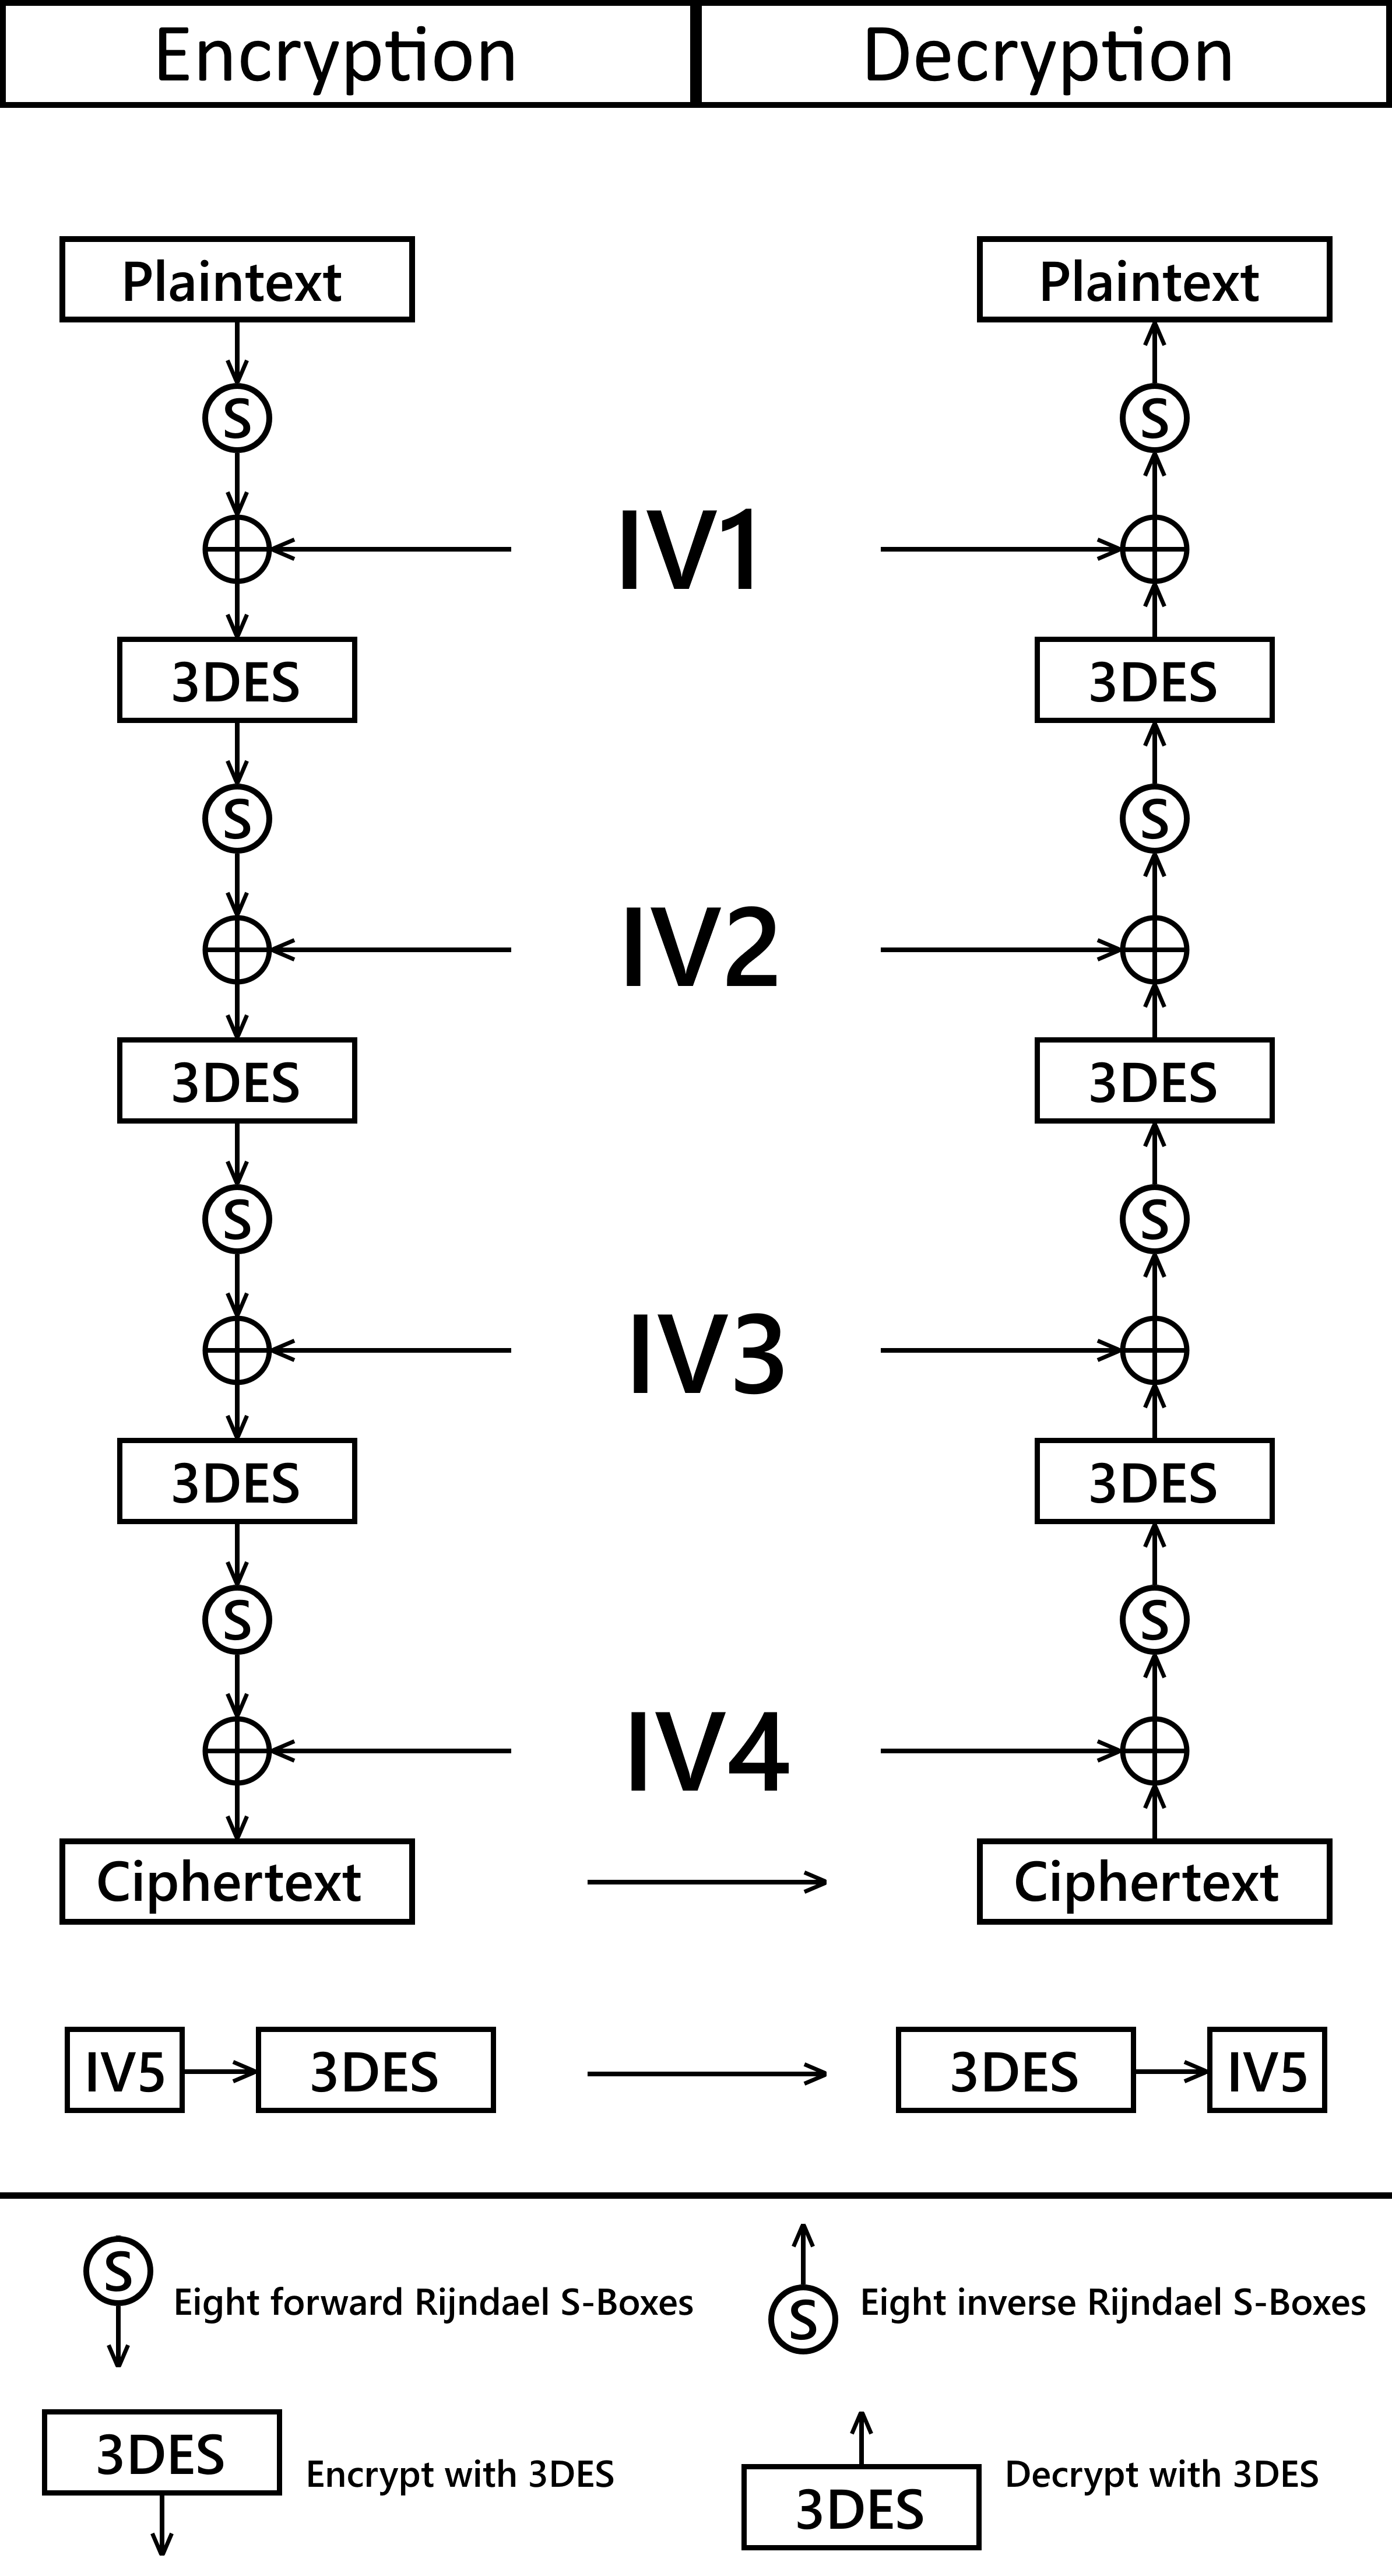 Encryption Decryption
Plaintext Plaintext
S S
IV1
3DES 3DES
S S
IV2
3DES 3DES
S S
IV3
3DES 3DES
S S
IV4
Ciphertext Ciphertext
IV5 3DES 3DES IV5
S Eight forward Rijndael S-Boxes S Eight inverse Rijndael S-Boxes
3DES Encrypt with 3DES 3DES Decrypt with 3DES